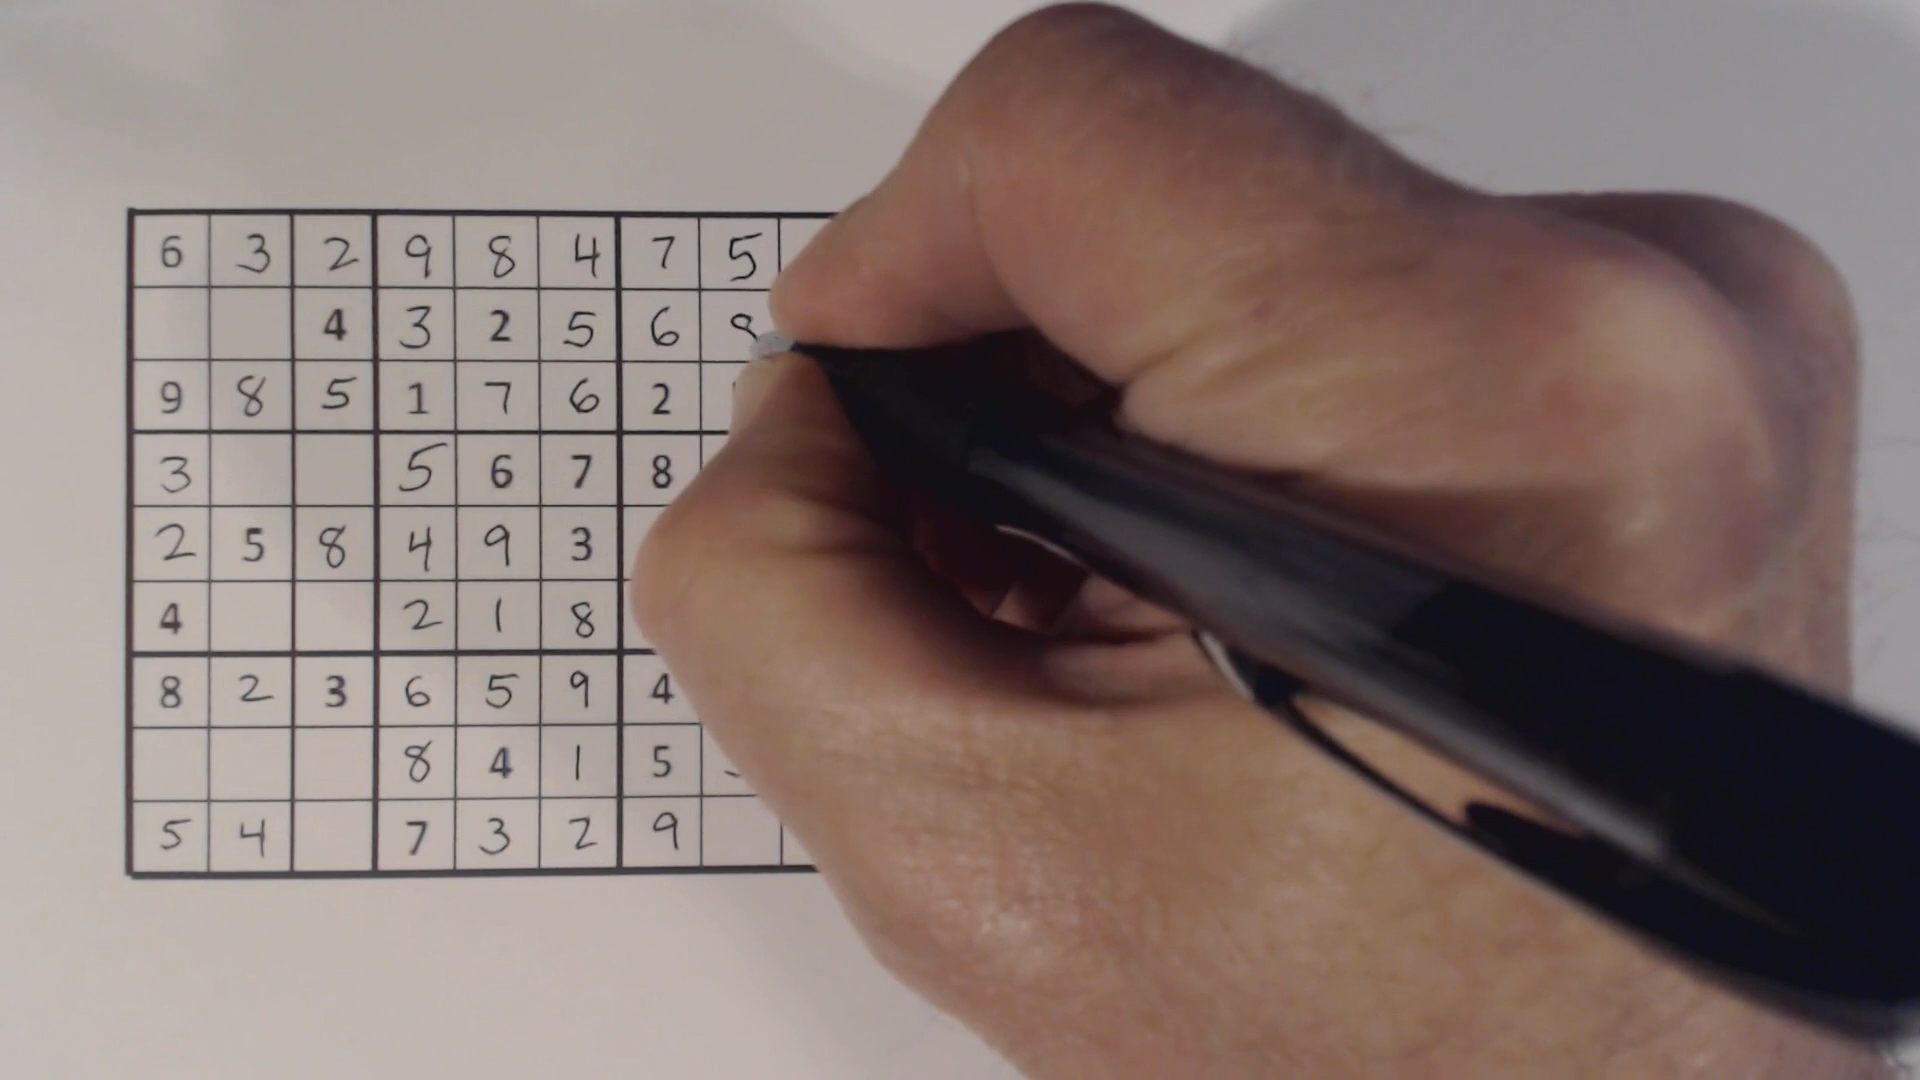 6 3 2 9 8 4 7 5
4 3 2 5 6
9 8 5 1 7 6 2
3 5 6 7 8
2 5 8 4 9 3
4 2 1 8
8 2 3 6 5 9 4
8 4 1 5
5 4 7 3 2 9